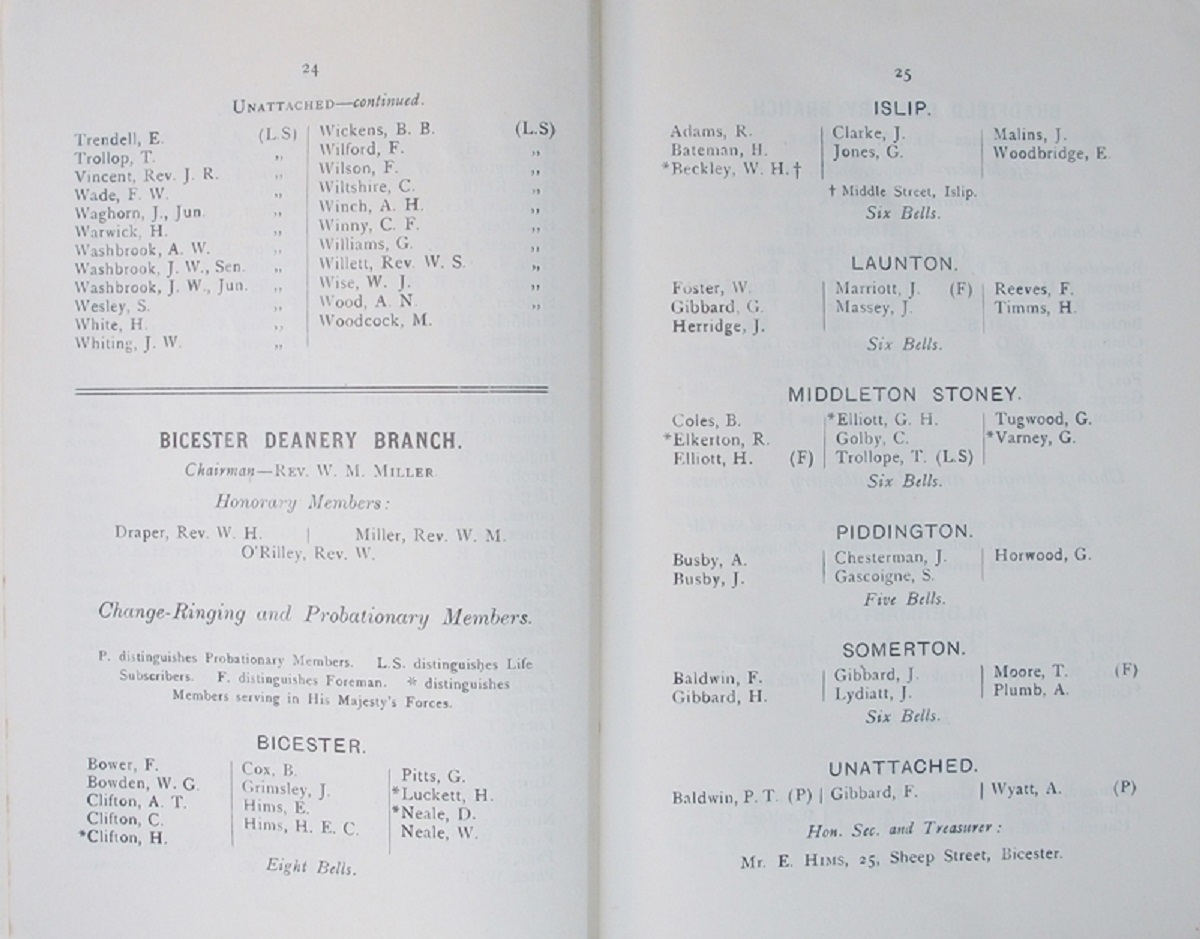 24
UNATTACHED—continued.
Trendell, E. (L.S) Wickens, B. B. (L.S)
Trollop, T. ,, Wilford, F. ,,
Vincent, Rev. J. R. ,, Wilson, F. ,,
Wade, F. W. ,, Wiltshire, C. ,,
Waghorn, J., Jun. ,, Winch, A. H. ,,
Warwick, H. ,, Winny, C. F. ,,
Washbrook, A. W. ,, Williams, G. ,,
Washbrook, J. W., Sen. ,, Willett, Rev. W. S. ,,
Washbrook, J. W., Jun. ,, Wise, W. J. ,,
Wesley, S. ,, Wood, A. N. ,,
White, H. ,, Woodcock, M.
Whiting, J. W. ,,
BICESTER DEANERY BRANCH.
Chairman—REV. W. M. MILLER
Honorary Members:
Draper, Rev. W. H. Miller, Rev. W. M.
O'Rilley, Rev. W.
Change-Ringing and Probationary Members.
P. distinguishes Probationary Members. L.S. distinguishes Life
Subscribers. F. distinguishes Foreman. * distinguishes
Members serving in His Majesty's Forces.
BICESTER.
Bower, F. Cox, B. Pitts, G.
Bowden, W. G. Grimsley, J. *Luckett, H.
Clifton, A. T. Hims, E. *Neale, D.
Clifton, C. Hims, H. E. C. Neale, W.
*Clifton, H.
Eight Bells.
25
ISLIP.
Adams, R. Clarke, J. Malins, J.
Bateman, H. Jones, G. Woodbridge, E.
*Beckley, W. H.†
† Middle Street, Islip.
Six Bells.
LAUNTON.
Foster, W. Marriott, J. (F) Reeves, F.
Gibbard, G. Massey, J. Timms, H.
Herridge, J.
Six Bells.
MIDDLETON STONEY.
Coles, B. *Elliott, G. H. Tugwood, G.
*Elkerton, R. Golby, C. *Varney, G.
Elliott, H. (F) Trollope, T. (L.S)
Six Bells.
PIDDINGTON.
Busby, A. Chesterman, J. Horwood, G.
Busby, J. Gascoigne, S.
Five Bells.
SOMERTON.
Baldwin, F. Gibbard, J. Moore, T. (F)
Gibbard, H. Lydiatt, J. Plumb, A.
Six Bells.
UNATTACHED.
Baldwin, P. T. (P) Gibbard, F. Wyatt, A. (P)
Hon. Sec. and Treasurer:
Mr. E. HIMS, 25, Sheep Street, Bicester.